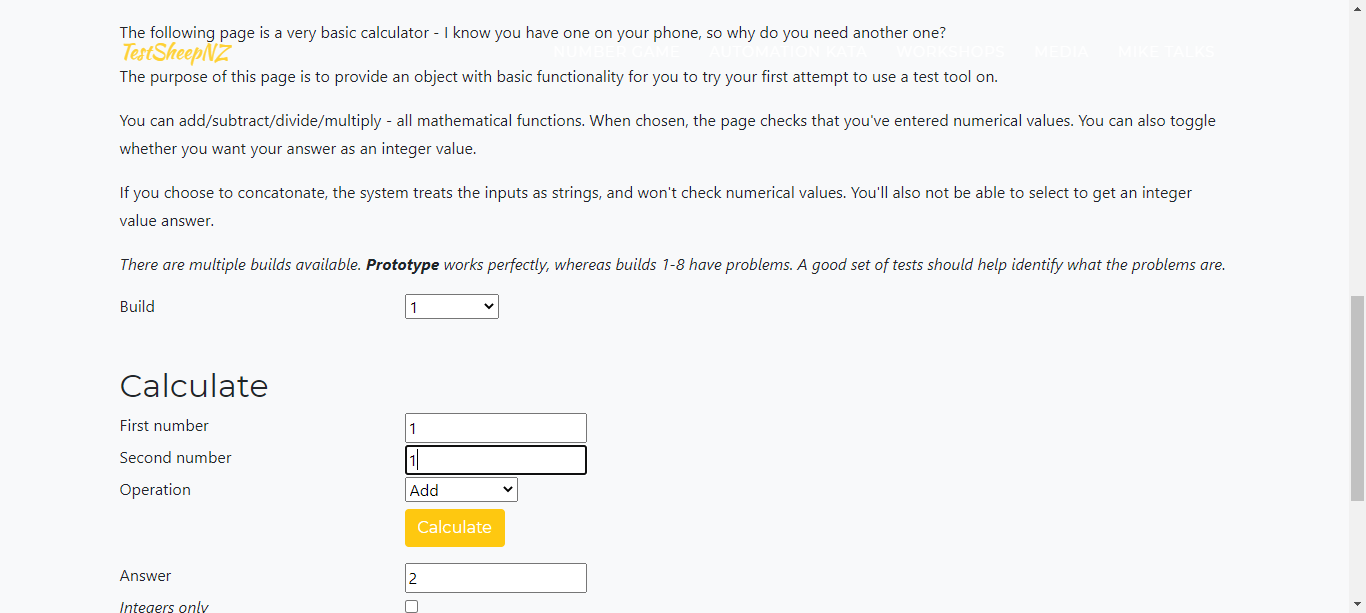 The following page is a very basic calculator - I know you have one on your phone, so why do you need another one?
TestSheepNZ NUMBER GAME AUTOMATION BETA WORKSHOPS MEDIA MIKE TALKS
The purpose of this page is to provide an object with basic functionality for you to try your first attempt to use a test tool on.
You can add/subtract/divide/multiply - all mathematical functions. When chosen, the page checks that you've entered numerical values. You can also toggle
whether you want your answer as an integer value.
If you choose to concatonate, the system treats the inputs as strings, and won't check numerical values. You'll also not be able to select to get an integer
value answer.
There are multiple builds available. Prototype works perfectly, whereas builds 1-8 have problems. A good set of tests should help identify what the problems are.
Build 1
Calculate
First number 1
Second number 1
Operation Add
Calculate
Answer 2
Integers only